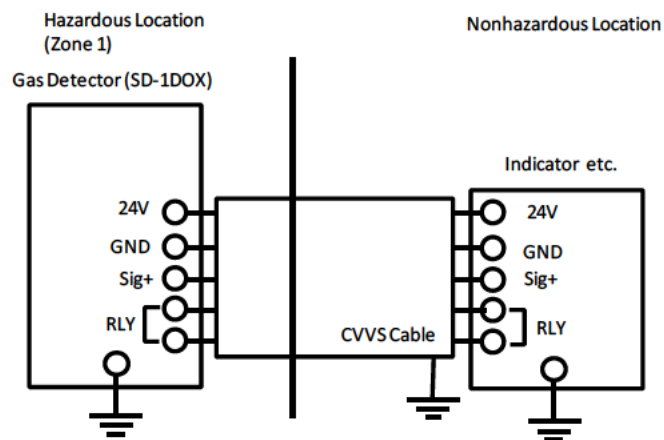 Hazardous Location
(Zone 1)
Nonhazardous Location
Gas Detector (SD-1DOX)
Indicator etc.
24V
GND
Sig+
RLY
CVVS Cable
24V
GND
Sig+
RLY